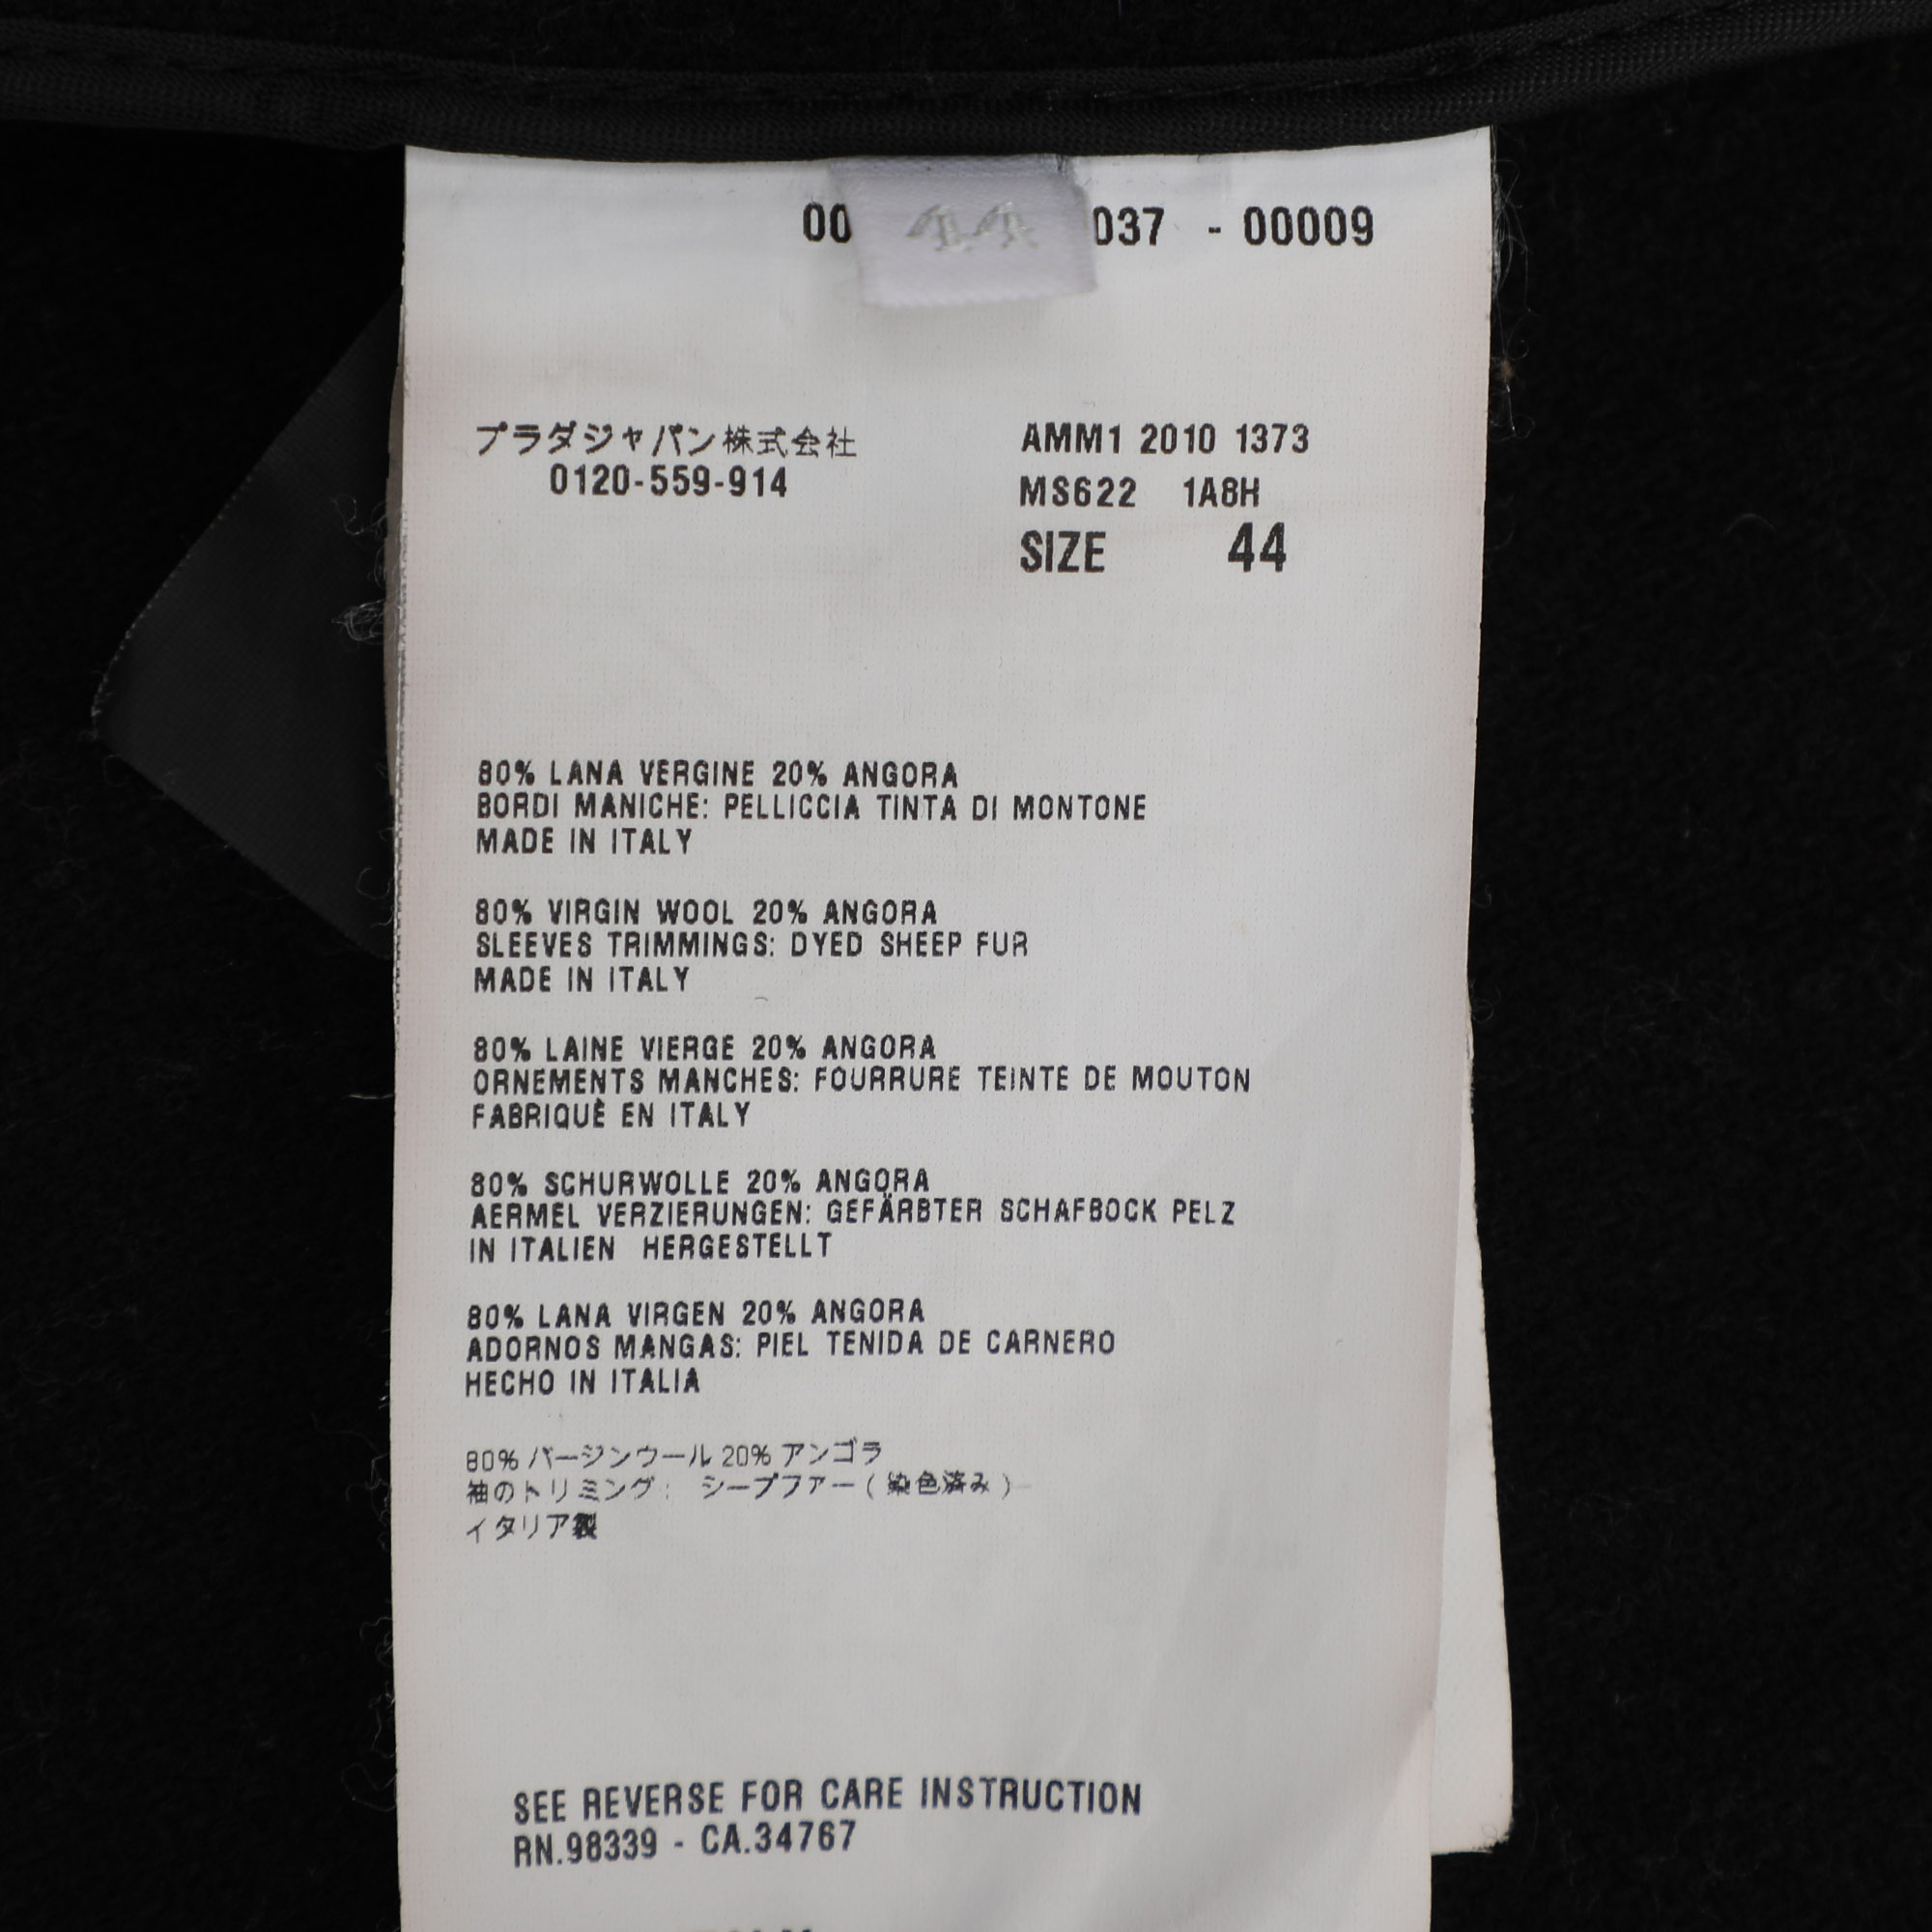 00
037 - 00009
プラダジャパン株式会社
0120-559-914
AMM1 2010 1373
MS622 1A8H
SIZE 44
80% LANA VERGINE 20% ANGORA
BORDI MANICHE: PELLICCIA TINTA DI MONTONE
MADE IN ITALY
80% VIRGIN WOOL 20% ANGORA
SLEEVES TRIMMINGS: DYED SHEEP FUR
MADE IN ITALY
80% LAINE VIERGE 20% ANGORA
ORNEMENTS MANCHES: FOURRURE TEINTE DE MOUTON
FABRIQUÈ EN ITALY
80% SCHURWOLLE 20% ANGORA
AERMEL VERZIERUNGEN: GEFÄRBTER SCHAFBOCK PELZ
IN ITALIEN HERGESTELLT
80% LANA VIRGEN 20% ANGORA
ADORNOS MANGAS: PIEL TENIDA DE CARNERO
HECHO IN ITALIA
80% バージンウール 20% アンゴラ
袖のトリミング: シープファー(染色済み)
イタリア製
SEE REVERSE FOR CARE INSTRUCTION
RN.98339 - CA.34767